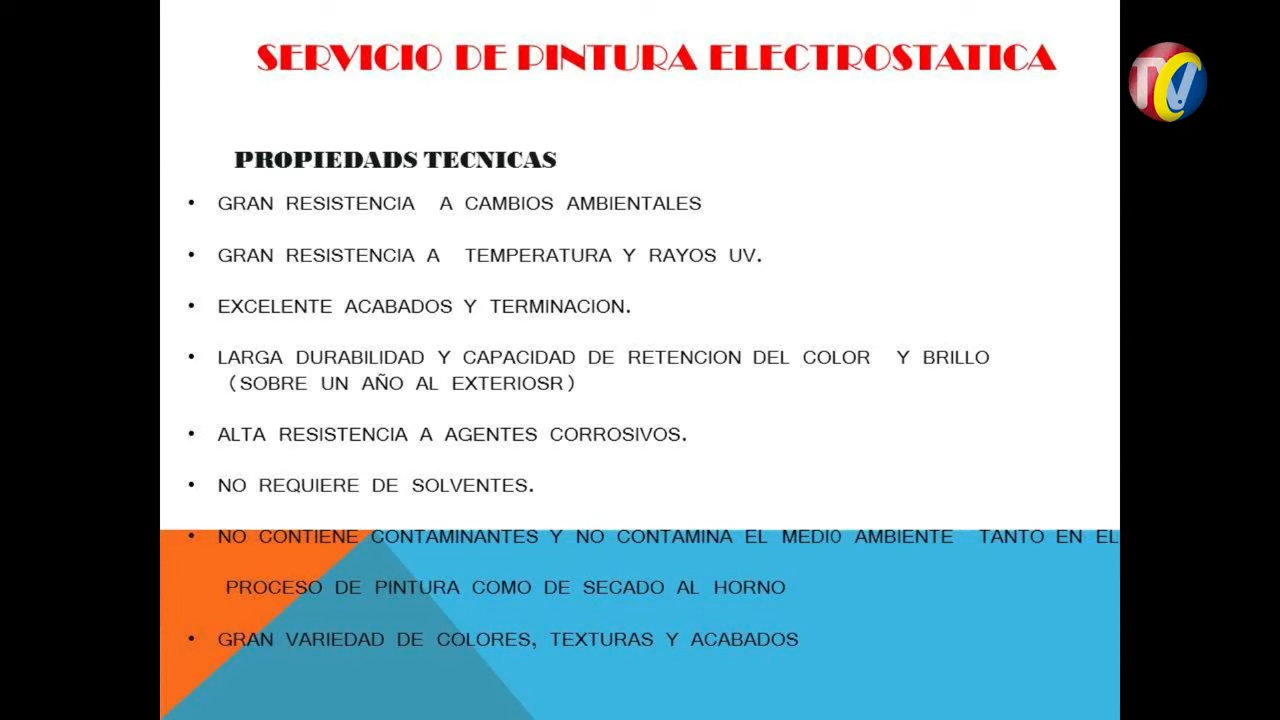 SERVICIO DE PINTURA ELECTROSTATICA
TVC
PROPIEDADS TECNICAS
• GRAN RESISTENCIA A CAMBIOS AMBIENTALES
• GRAN RESISTENCIA A TEMPERATURA Y RAYOS UV.
• EXCELENTE ACABADOS Y TERMINACION.
• LARGA DURABILIDAD Y CAPACIDAD DE RETENCION DEL COLOR Y BRILLO
(SOBRE UN AÑO AL EXTERIOSR)
• ALTA RESISTENCIA A AGENTES CORROSIVOS.
• NO REQUIERE DE SOLVENTES.
• NO CONTIENE CONTAMINANTES Y NO CONTAMINA EL MEDI0 AMBIENTE TANTO EN EL
PROCESO DE PINTURA COMO DE SECADO AL HORNO
• GRAN VARIEDAD DE COLORES, TEXTURAS Y ACABADOS